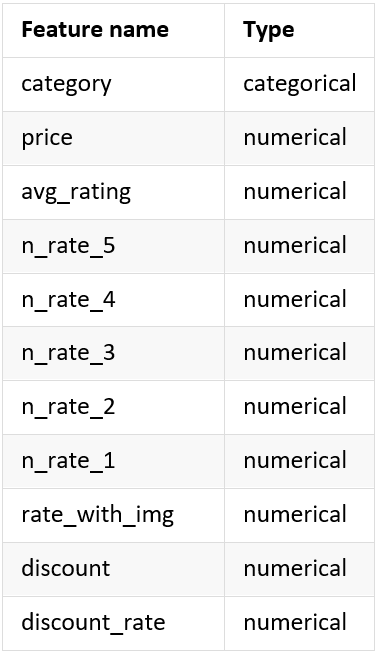 Feature name Type
category categorical
price numerical
avg_rating numerical
n_rate_5 numerical
n_rate_4 numerical
n_rate_3 numerical
n_rate_2 numerical
n_rate_1 numerical
rate_with_img numerical
discount numerical
discount_rate numerical